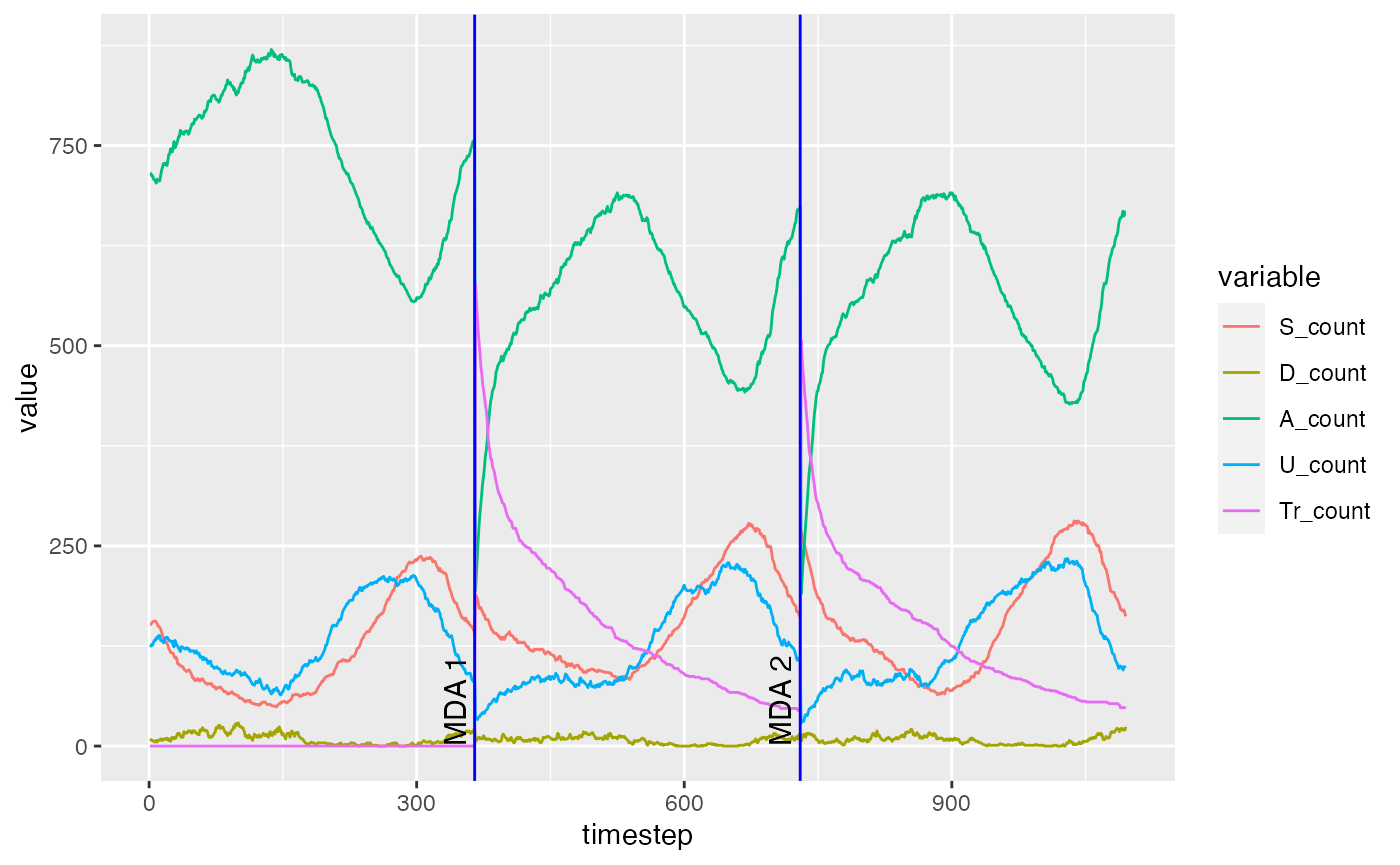 750
500
250
0
value
MDA 1
MDA 2
0 300 600 900
timestep
variable
S_count
D_count
A_count
U_count
Tr_count